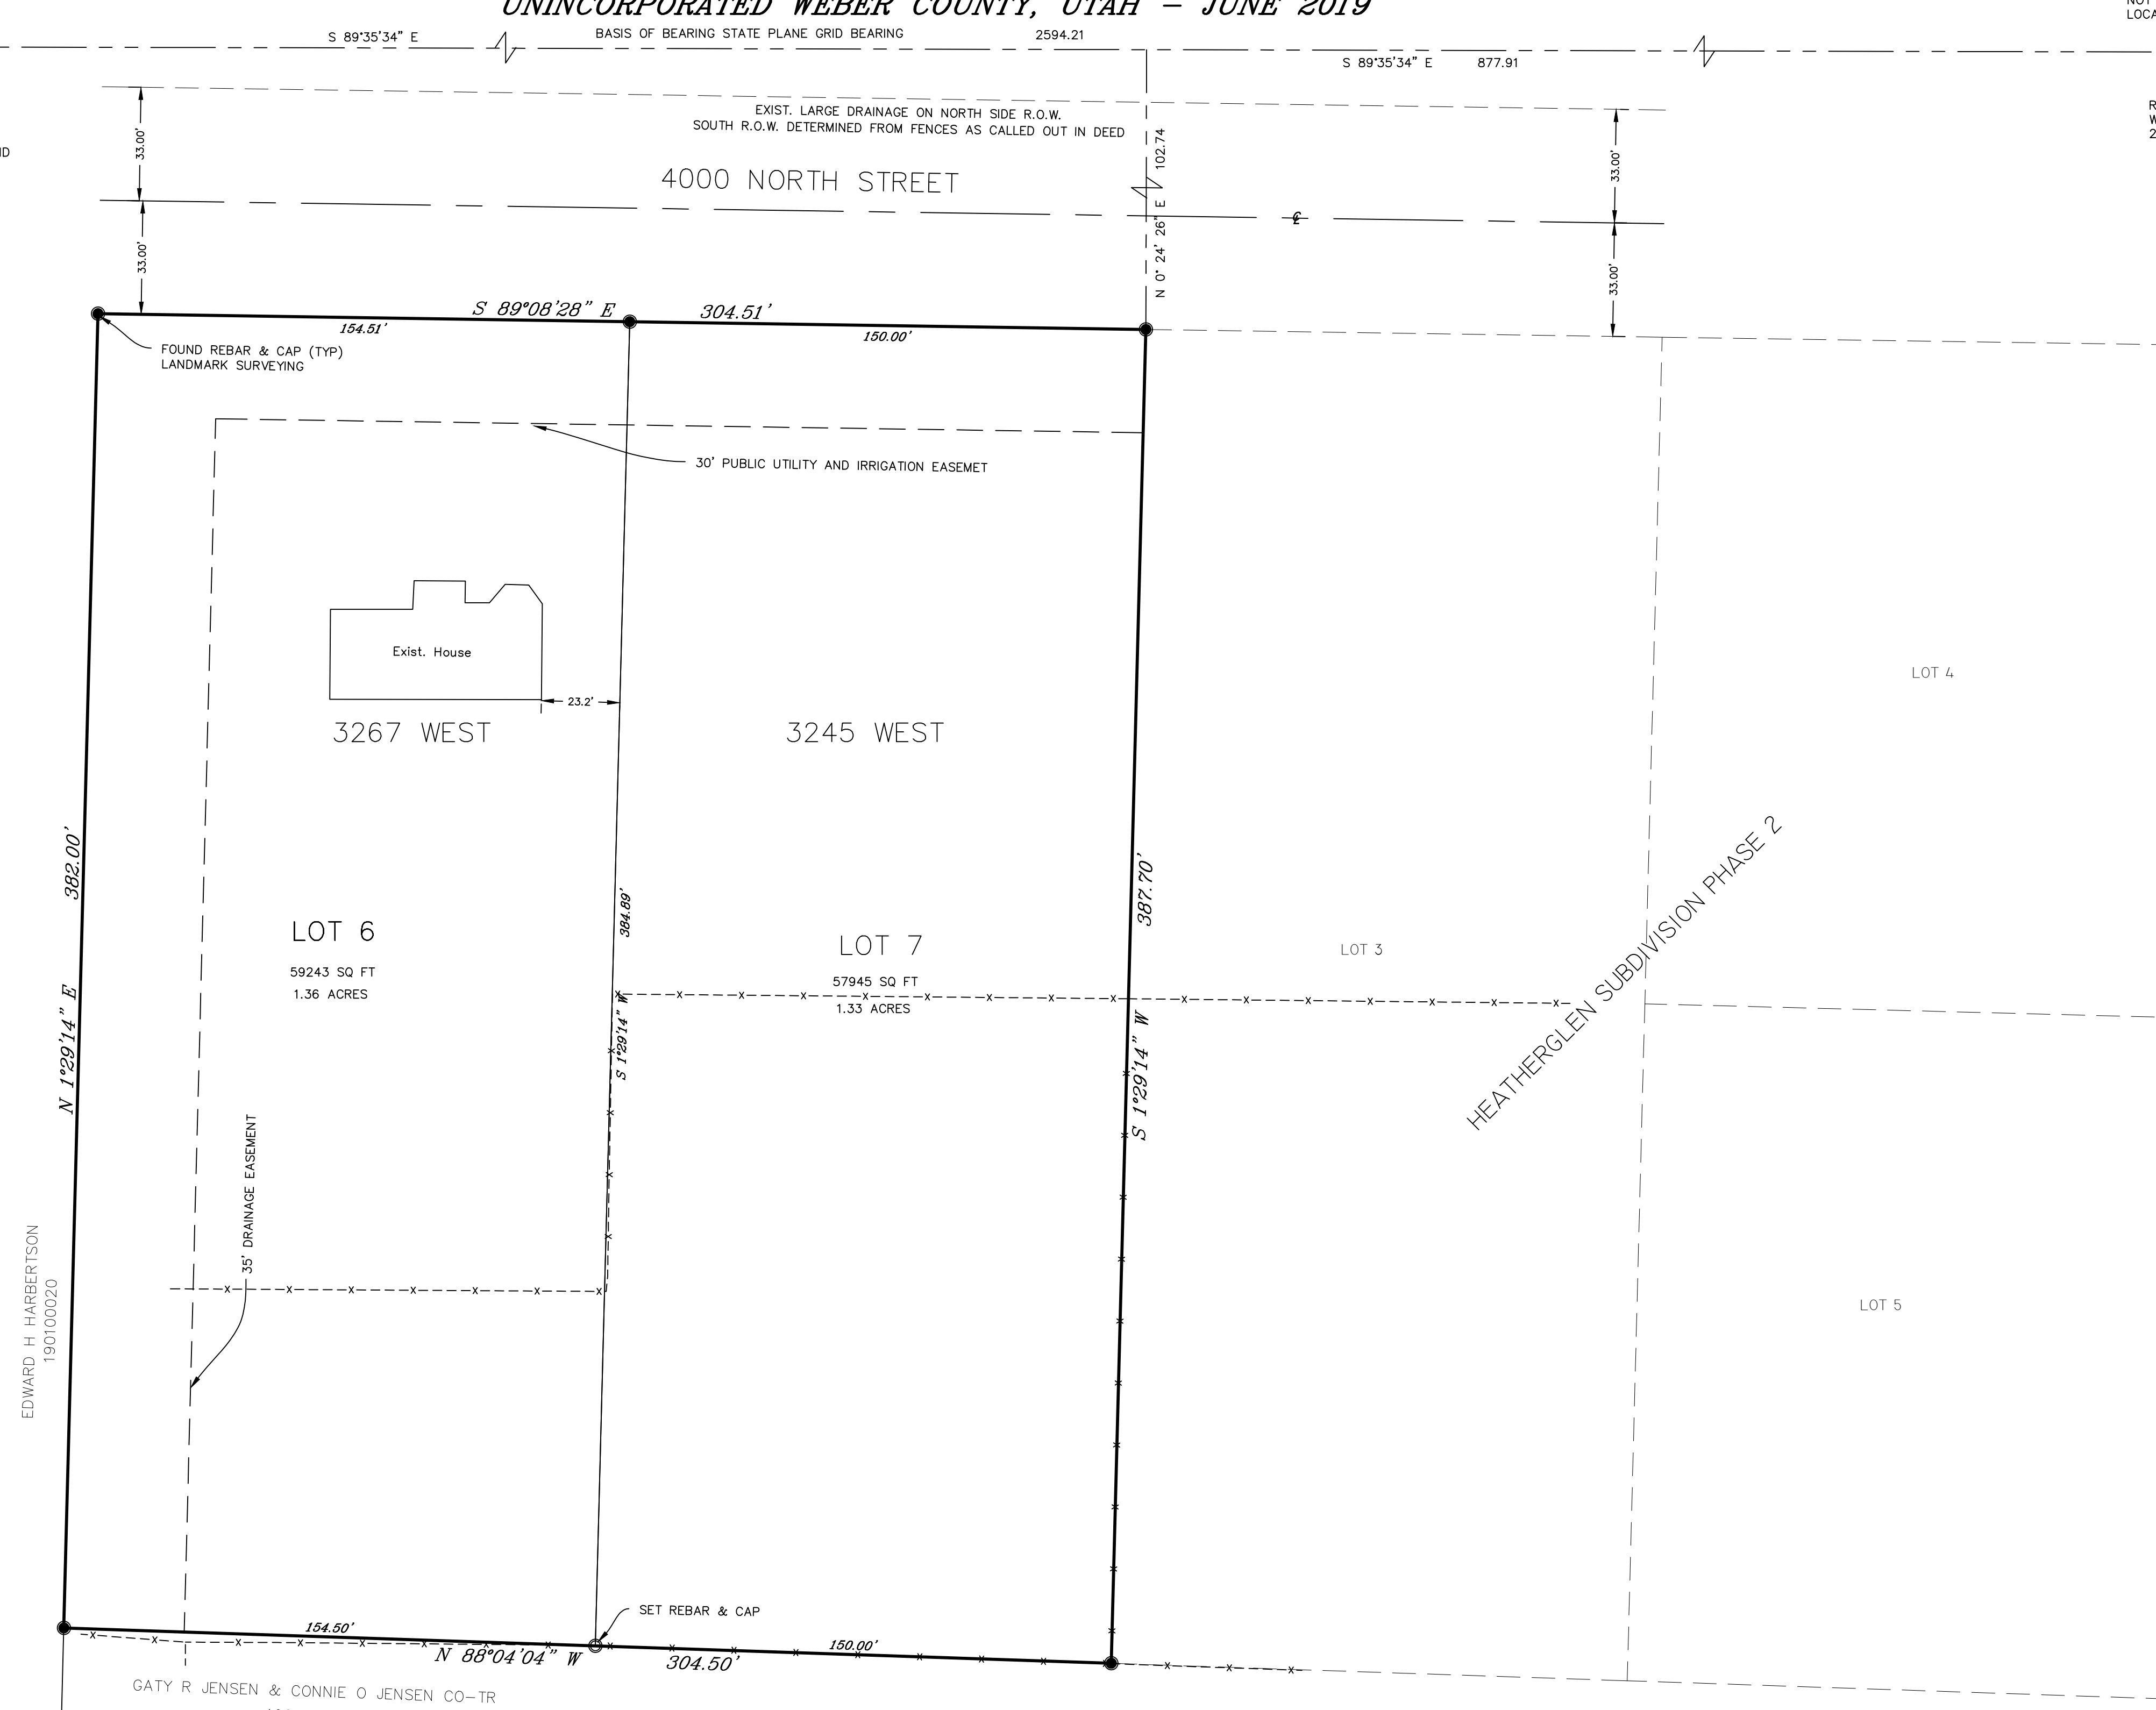 UNINCORPORATED WEBER COUNTY, UTAH – JUNE 2019
S 89°35'34" E
BASIS OF BEARING STATE PLANE GRID BEARING
2594.21
S 89°35'34" E 877.91
33.00'
EXIST. LARGE DRAINAGE ON NORTH SIDE R.O.W.
SOUTH R.O.W. DETERMINED FROM FENCES AS CALLED OUT IN DEED
4000 NORTH STREET
N 0° 24' 26" E 102.74
33.00'
33.00'
33.00'
S 89°08'28" E 304.51'
154.51'
150.00'
FOUND REBAR & CAP (TYP)
LANDMARK SURVEYING
30' PUBLIC UTILITY AND IRRIGATION EASEMET
Exist. House
23.2'
3267 WEST
3245 WEST
LOT 4
N 1°29'14" E 382.00'
S 1°29'14" W 384.89'
S 1°29'14" W 387.70'
LOT 6
59243 SQ FT
1.36 ACRES
LOT 7
57945 SQ FT
1.33 ACRES
LOT 3
HEATHERGLEN SUBDIVISION PHASE 2
35' DRAINAGE EASEMENT
EDWARD H HARBERTSON
190100020
LOT 5
SET REBAR & CAP
154.50'
150.00'
N 88°04'04" W 304.50'
GATY R JENSEN & CONNIE O JENSEN CO-TR